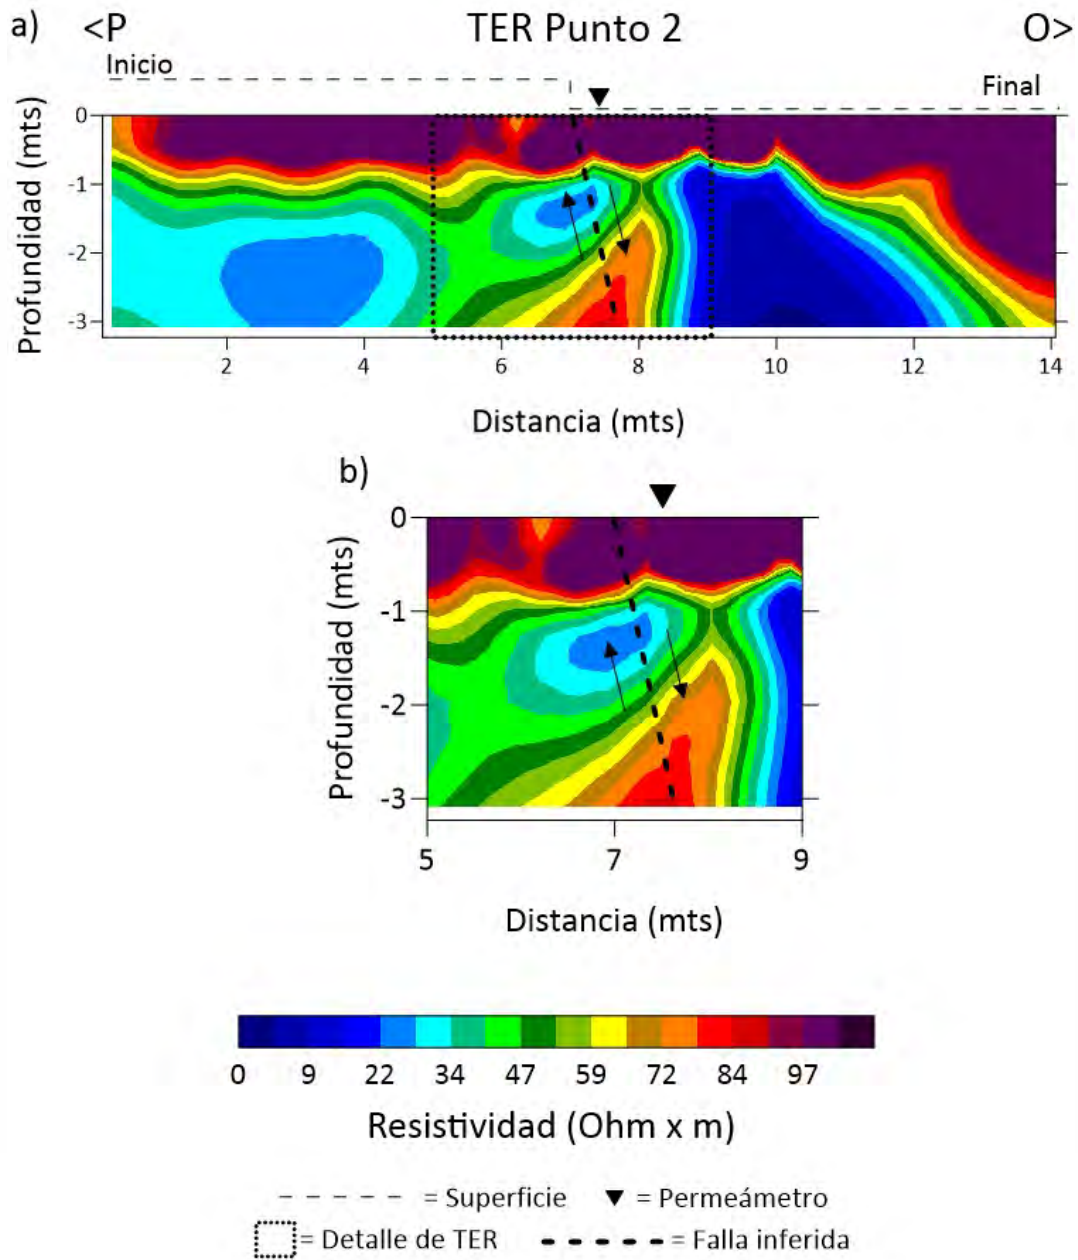 a) <P TER Punto 2 O>
Inicio
Final
Profundidad (mts)
0
-1
-2
-3
2 4 6 8 10 12 14
Distancia (mts)
b)
Profundidad (mts)
0
-1
-2
-3
5 7 9
Distancia (mts)
0 9 22 34 47 59 72 84 97
Resistividad (Ohm x m)
= Superficie = Permeámetro
= Detalle de TER = Falla inferida